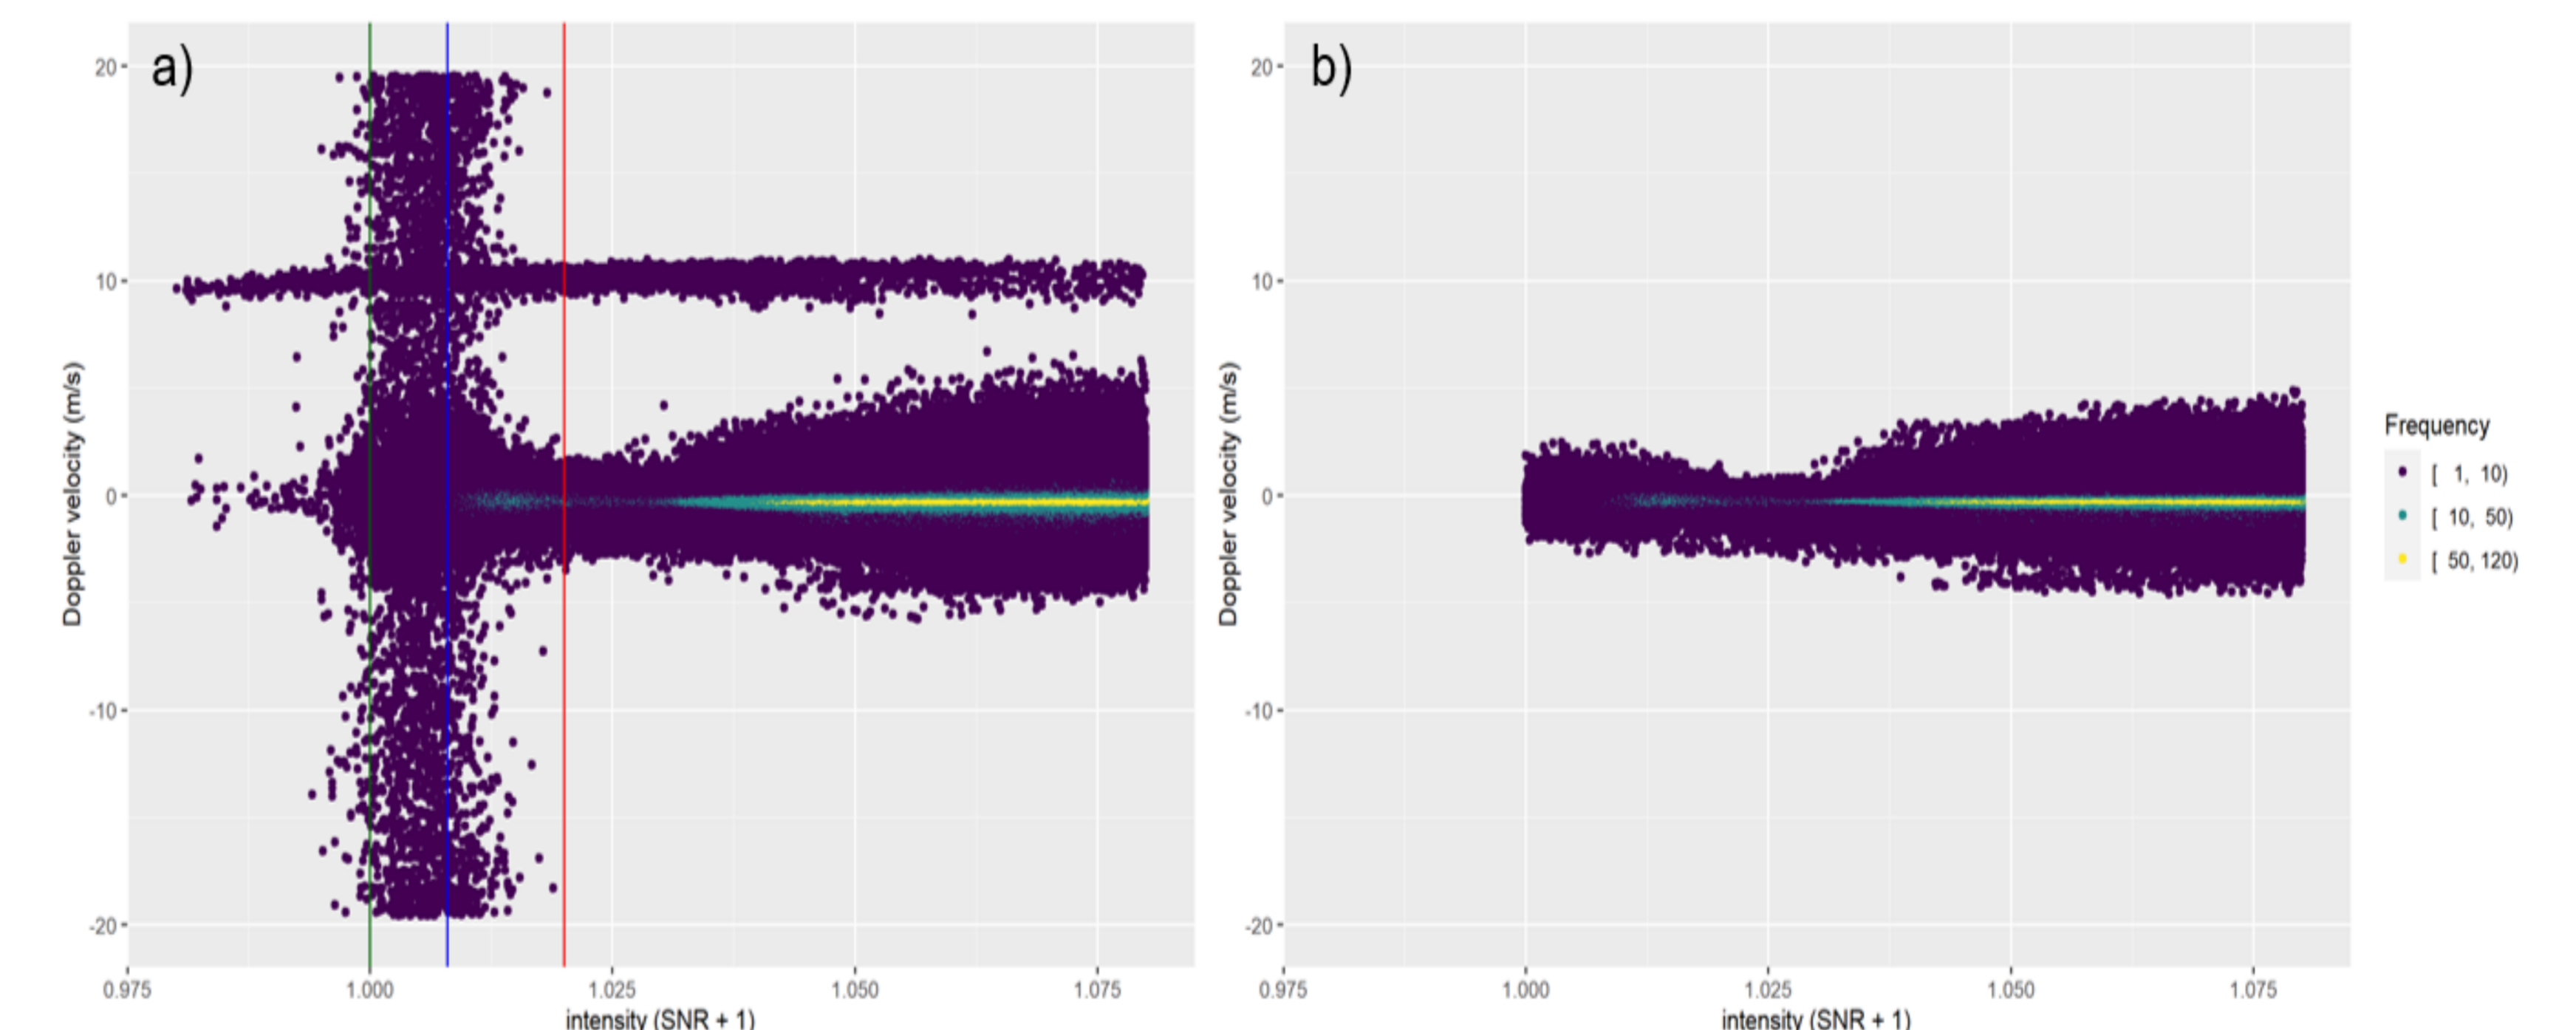 a)
20
10
0
-10
-20
Doppler velocity (m/s)
0.975 1.000 1.025 1.050 1.075
intensity (SNR + 1)
b)
20
10
0
-10
-20
Doppler velocity (m/s)
0.975 1.000 1.025 1.050 1.075
intensity (SNR + 1)
Frequency
[ 1, 10)
[ 10, 50)
[ 50, 120)